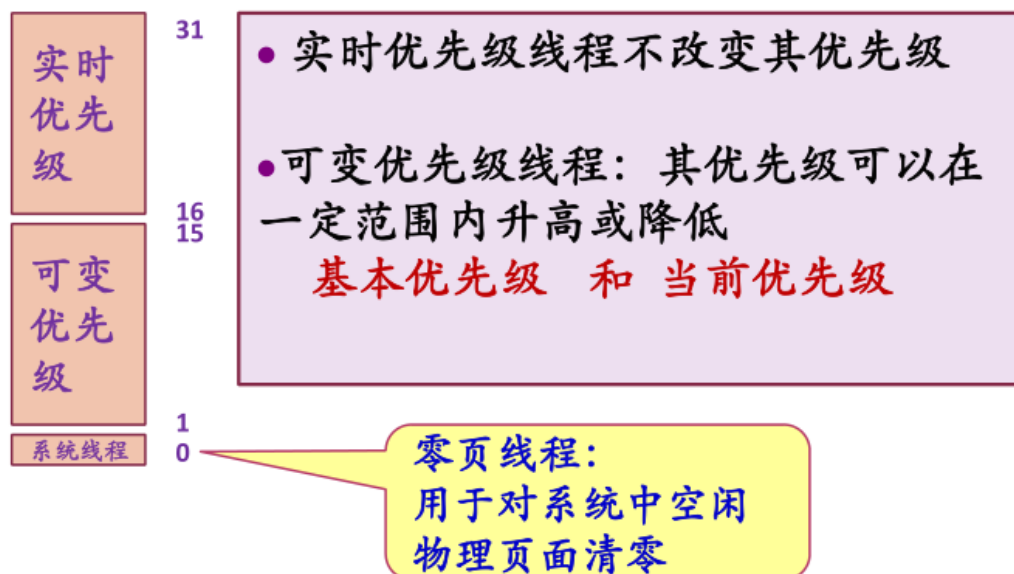 实时
优先
级
31
16
● 实时优先级线程不改变其优先级
●可变优先级线程：其优先级可以在
一定范围内升高或降低
基本优先级 和 当前优先级
可变
优先
级
15
1
系统线程
0
零页线程：
用于对系统中空闲
物理页面清零